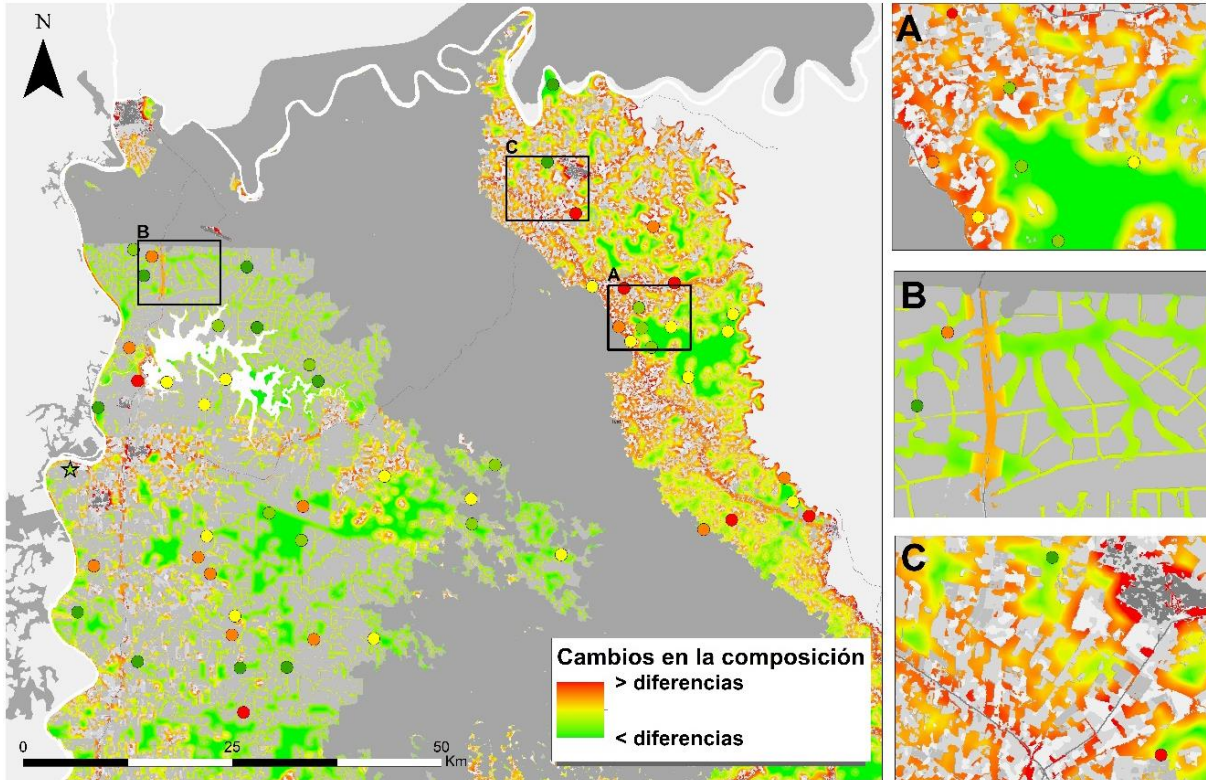 N
C
B
A
Cambios en la composición
> diferencias
< diferencias
0 25 50
Km
A
B
C